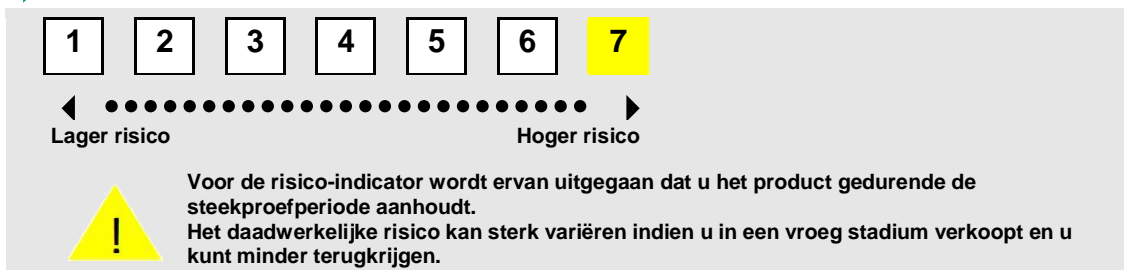 1 2 3 4 5 6 7
Lager risico Hoger risico
Voor de risico-indicator wordt ervan uitgegaan dat u het product gedurende de
steekproefperiode aanhoudt.
! Het daadwerkelijke risico kan sterk variëren indien u in een vroeg stadium verkoopt en u
kunt minder terugkrijgen.